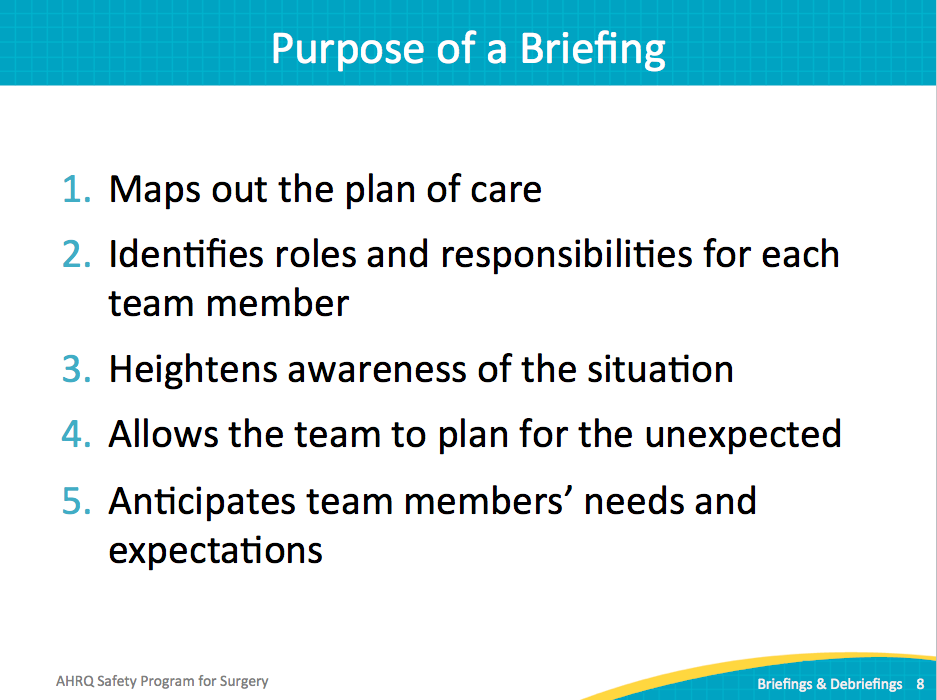 Purpose of a Briefing
1. Maps out the plan of care
2. Identifies roles and responsibilities for each
team member
3. Heightens awareness of the situation
4. Allows the team to plan for the unexpected
5. Anticipates team members’ needs and
expectations
AHRQ Safety Program for Surgery
Briefings & Debriefings 8